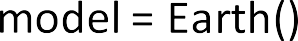 model = Earth()